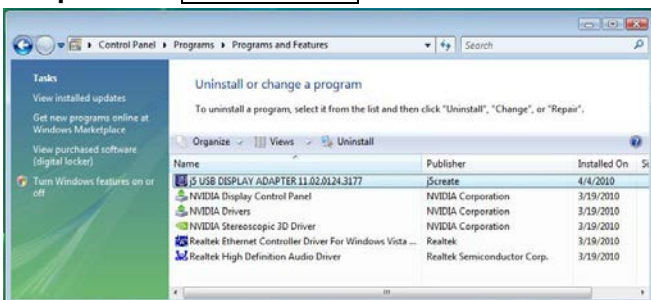 Control Panel ▸ Programs ▸ Programs and Features
Search
Tasks
View installed updates
Get new programs online at
Windows Marketplace
View purchased software
(digital locker)
Turn Windows features on or
off
Uninstall or change a program
To uninstall a program, select it from the list and then click "Uninstall", "Change", or "Repair".
Organize Views Uninstall
Name Publisher Installed On
j5 USB DISPLAY ADAPTER 11.02.0124.3177 j5create 4/4/2010
NVIDIA Display Control Panel NVIDIA Corporation 3/19/2010
NVIDIA Drivers NVIDIA Corporation 3/19/2010
NVIDIA Stereoscopic 3D Driver NVIDIA Corporation 3/19/2010
Realtek Ethernet Controller Driver For Windows Vista ... Realtek 3/19/2010
Realtek High Definition Audio Driver Realtek Semiconductor Corp. 3/19/2010